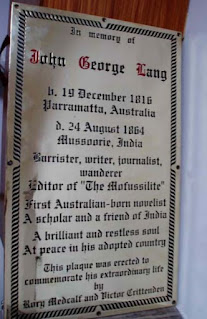 In memory of
John George Lang
b. 19 December 1816
Parramatta, Australia
d. 24 August 1864
Mussoorie, India
Barrister, writer, journalist,
wanderer
Editor of "The Mofussilite"
First Australian-born novelist
A scholar and a friend of India
A brilliant and restless soul
At peace in his adopted country
This plaque was erected to
commemorate his extraordinary life
by
Rory Medcalf and Victor Crittenden